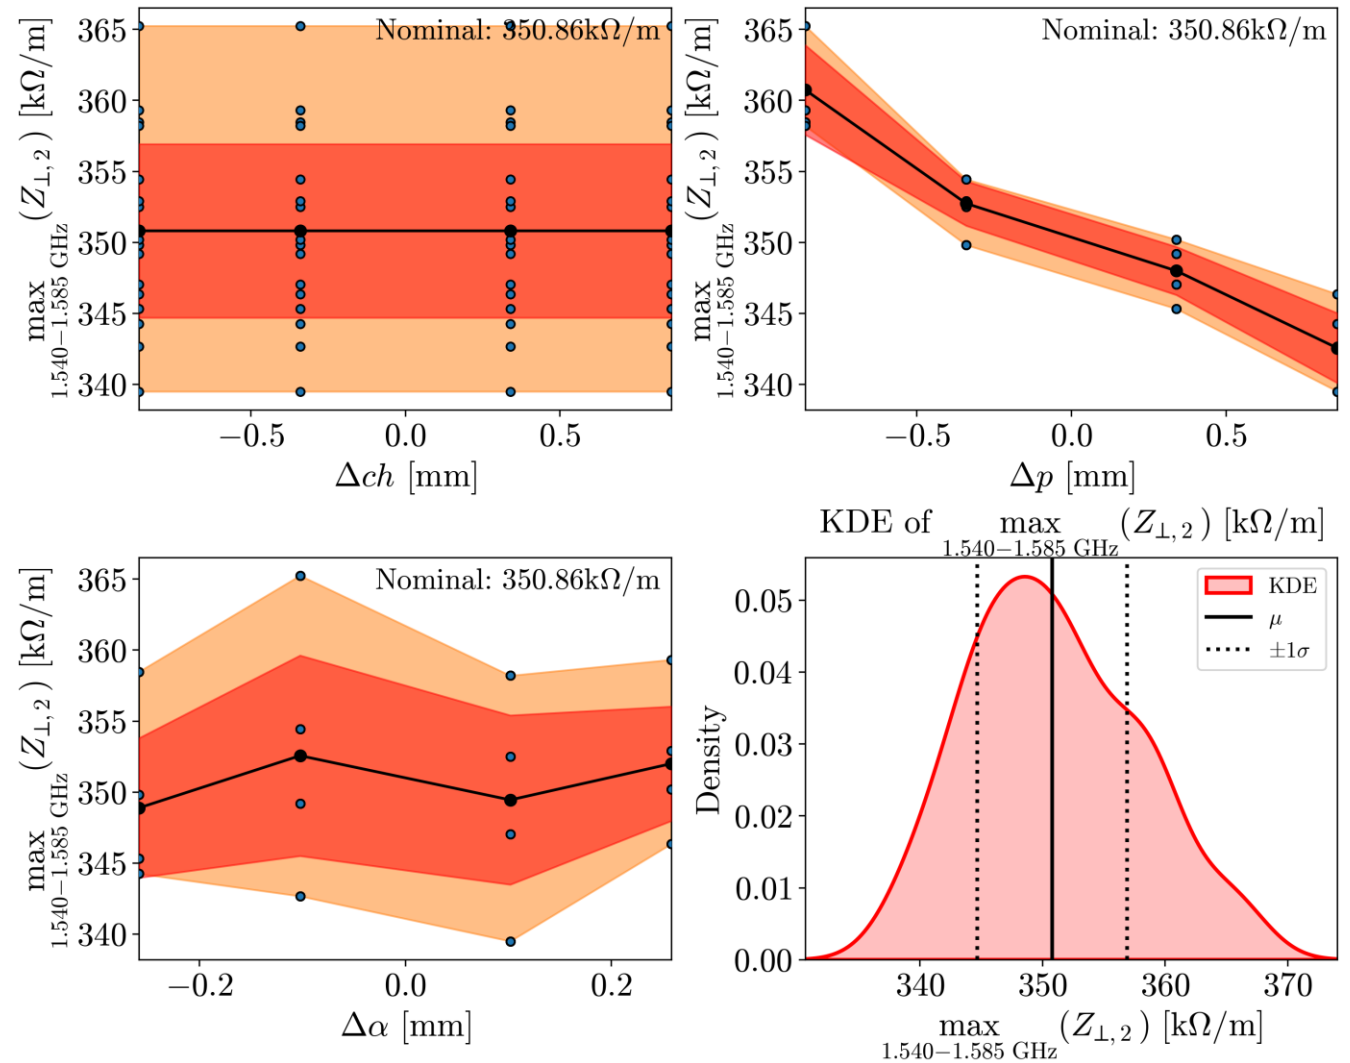 Nominal: 350.86kΩ/m
max (Z⊥, 2) [kΩ/m]
1.540−1.585 GHz
365
360
355
350
345
340
−0.5 0.0 0.5
Δch [mm]
Nominal: 350.86kΩ/m
max (Z⊥, 2) [kΩ/m]
1.540−1.585 GHz
365
360
355
350
345
340
−0.5 0.0 0.5
Δp [mm]
Nominal: 350.86kΩ/m
max (Z⊥, 2) [kΩ/m]
1.540−1.585 GHz
365
360
355
350
345
340
−0.2 0.0 0.2
Δα [mm]
KDE of max (Z⊥, 2) [kΩ/m]
1.540−1.585 GHz
KDE
μ
±1σ
Density
0.05
0.04
0.03
0.02
0.01
0.00
340 350 360 370
max (Z⊥, 2) [kΩ/m]
1.540−1.585 GHz